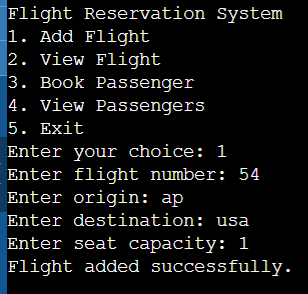 Flight Reservation System
1. Add Flight
2. View Flight
3. Book Passenger
4. View Passengers
5. Exit
Enter your choice: 1
Enter flight number: 54
Enter origin: ap
Enter destination: usa
Enter seat capacity: 1
Flight added successfully.